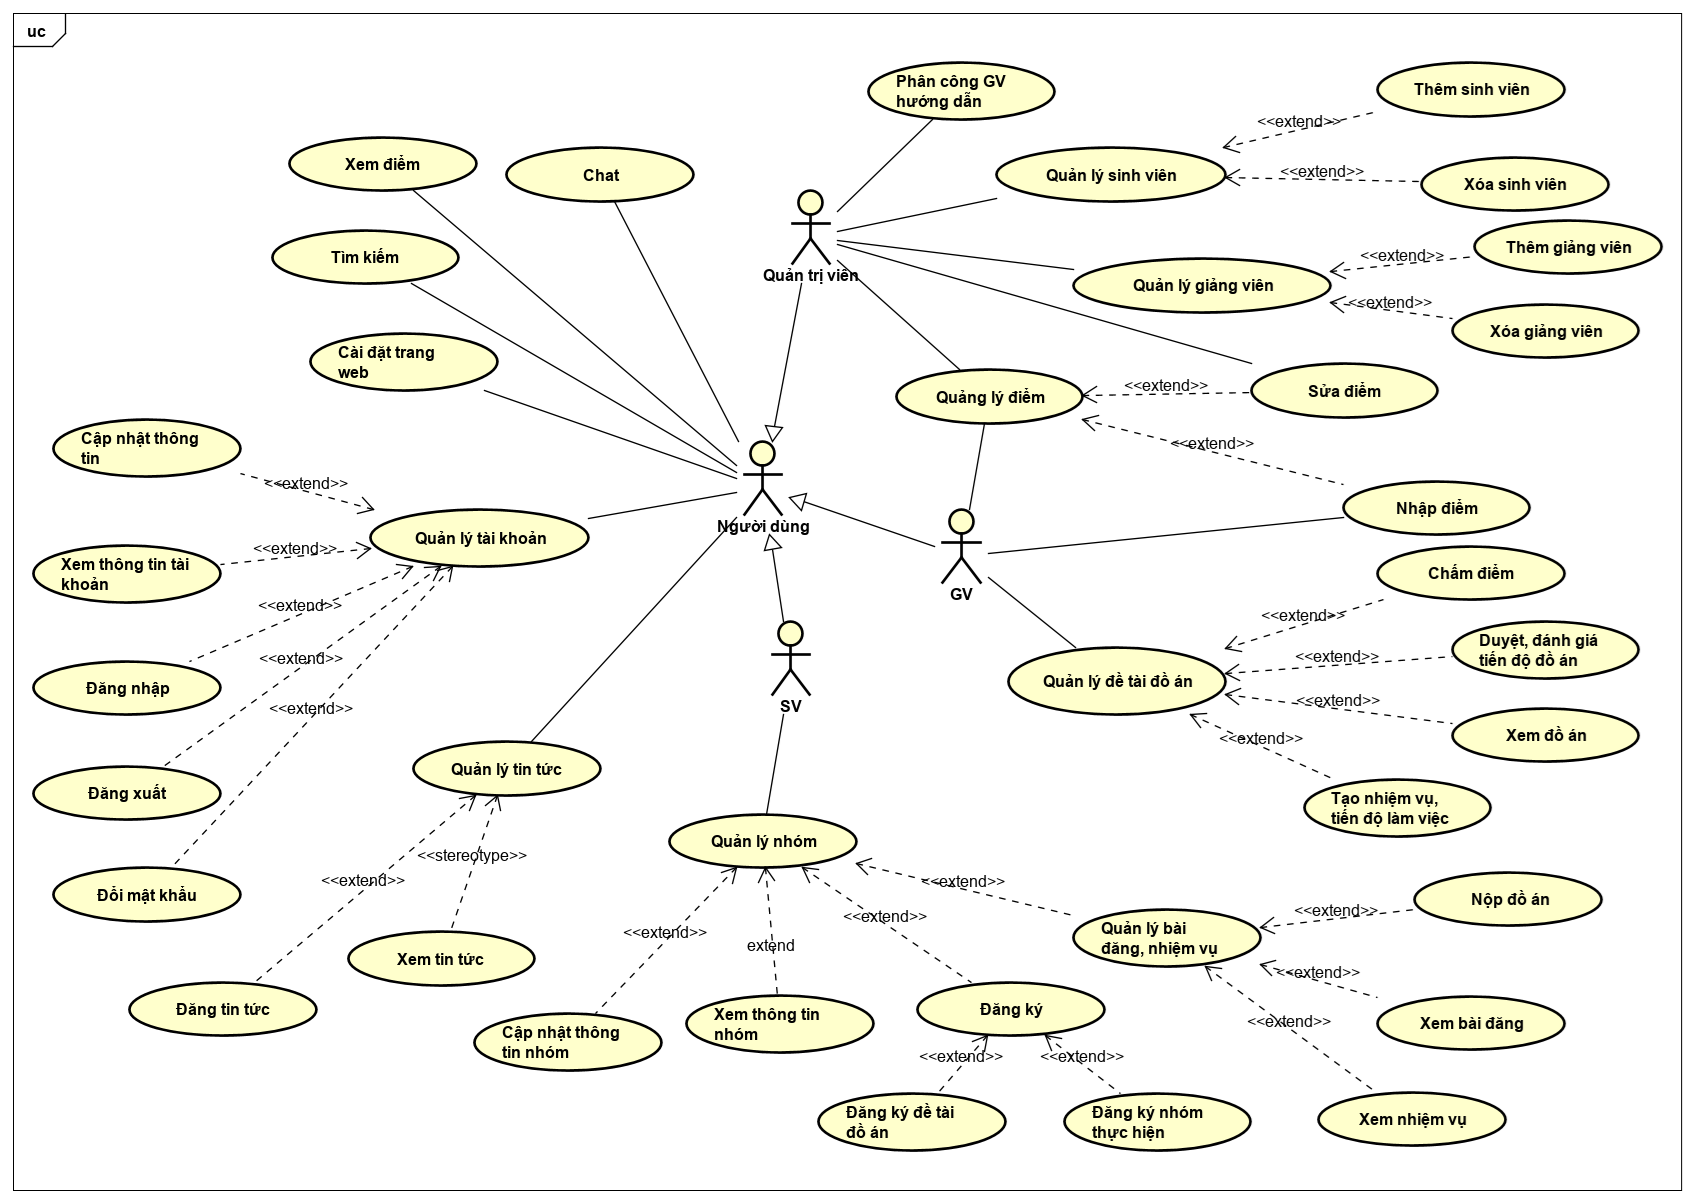 uc
Phân công GV
hướng dẫn
Thêm sinh viên
<<extend>>
Xem điểm
Chat
Quản lý sinh viên
<<extend>>
Xóa sinh viên
Tìm kiếm
Quản trị viên
Thêm giảng viên
<<extend>>
Quản lý giảng viên
<<extend>>
Xóa giảng viên
Cài đặt trang
web
Quảng lý điểm
<<extend>>
Sửa điểm
<<extend>>
Cập nhật thông
tin
<<extend>>
Nhập điểm
Người dùng
Quản lý tài khoản
<<extend>>
Xem thông tin tài
khoản
GV
Chấm điểm
<<extend>>
<<extend>>
Duyệt, đánh giá
tiến độ đồ án
<<extend>>
<<extend>>
Đăng nhập
Quản lý đề tài đồ án
<<extend>>
SV
<<extend>>
Xem đồ án
<<extend>>
Quản lý tin tức
Đăng xuất
Tạo nhiệm vụ,
tiến độ làm việc
Quản lý nhóm
<<stereotype>>
<<extend>>
<<extend>>
Đổi mật khẩu
Nộp đồ án
<<extend>>
<<extend>>
<<extend>>
extend
Quản lý bài
đăng, nhiệm vụ
Xem tin tức
<<extend>>
Đăng tin tức
Cập nhật thông
tin nhóm
Xem thông tin
nhóm
Đăng ký
Xem bài đăng
<<extend>>
<<extend>>
<<extend>>
Đăng ký đề tài
đồ án
Đăng ký nhóm
thực hiện
Xem nhiệm vụ